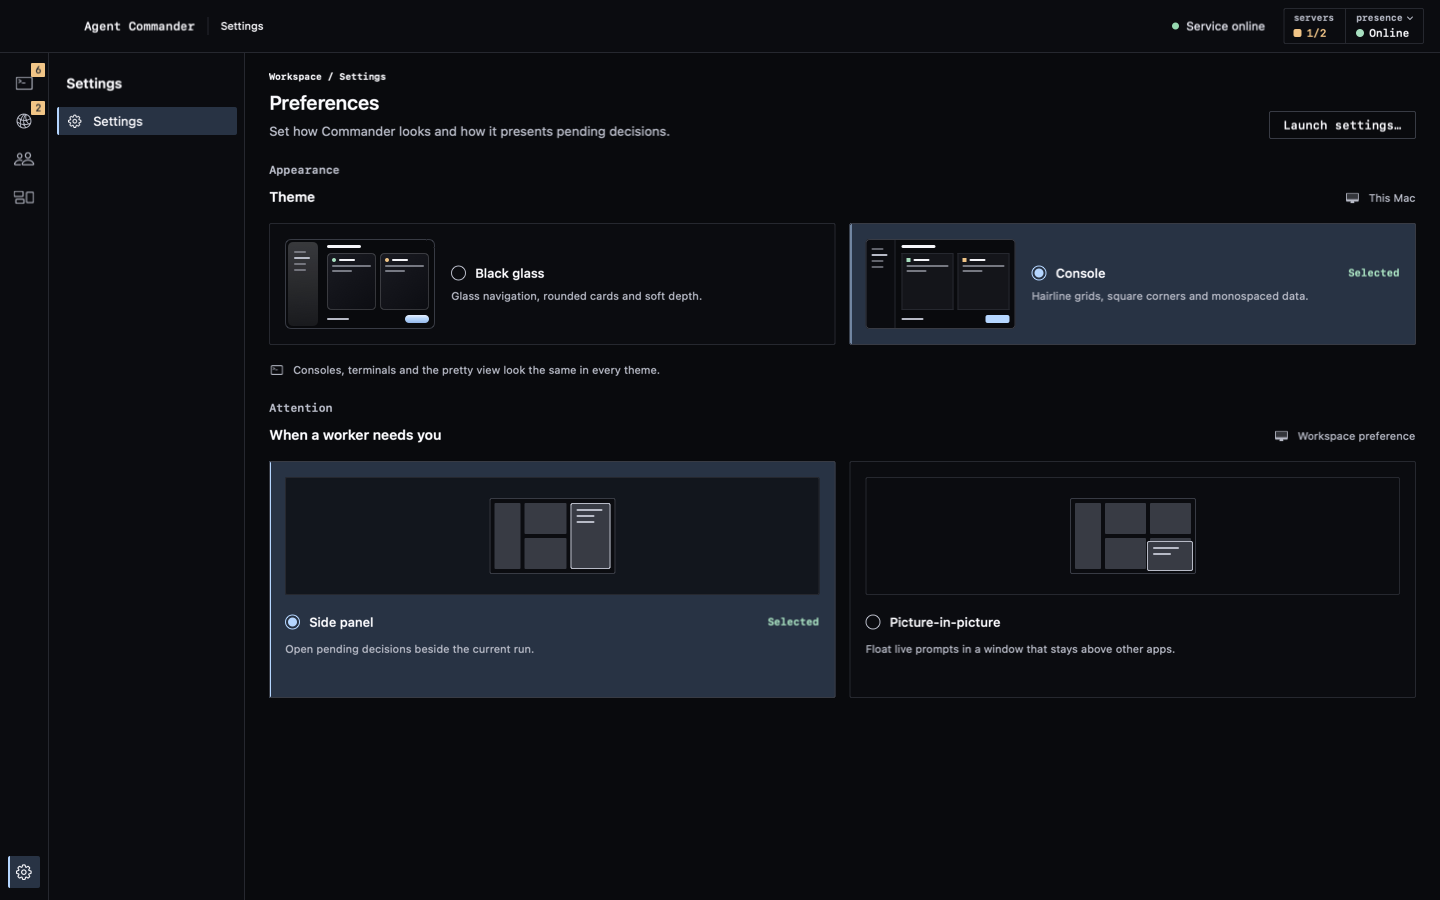 Agent Commander
Settings
Service online
servers
1/2
presence
Online
6
2
Settings
Settings
Workspace / Settings
Preferences
Set how Commander looks and how it presents pending decisions.
Launch settings…
Appearance
Theme
This Mac
Black glass
Glass navigation, rounded cards and soft depth.
Console
Selected
Hairline grids, square corners and monospaced data.
Consoles, terminals and the pretty view look the same in every theme.
Attention
When a worker needs you
Workspace preference
Side panel
Selected
Open pending decisions beside the current run.
Picture-in-picture
Float live prompts in a window that stays above other apps.